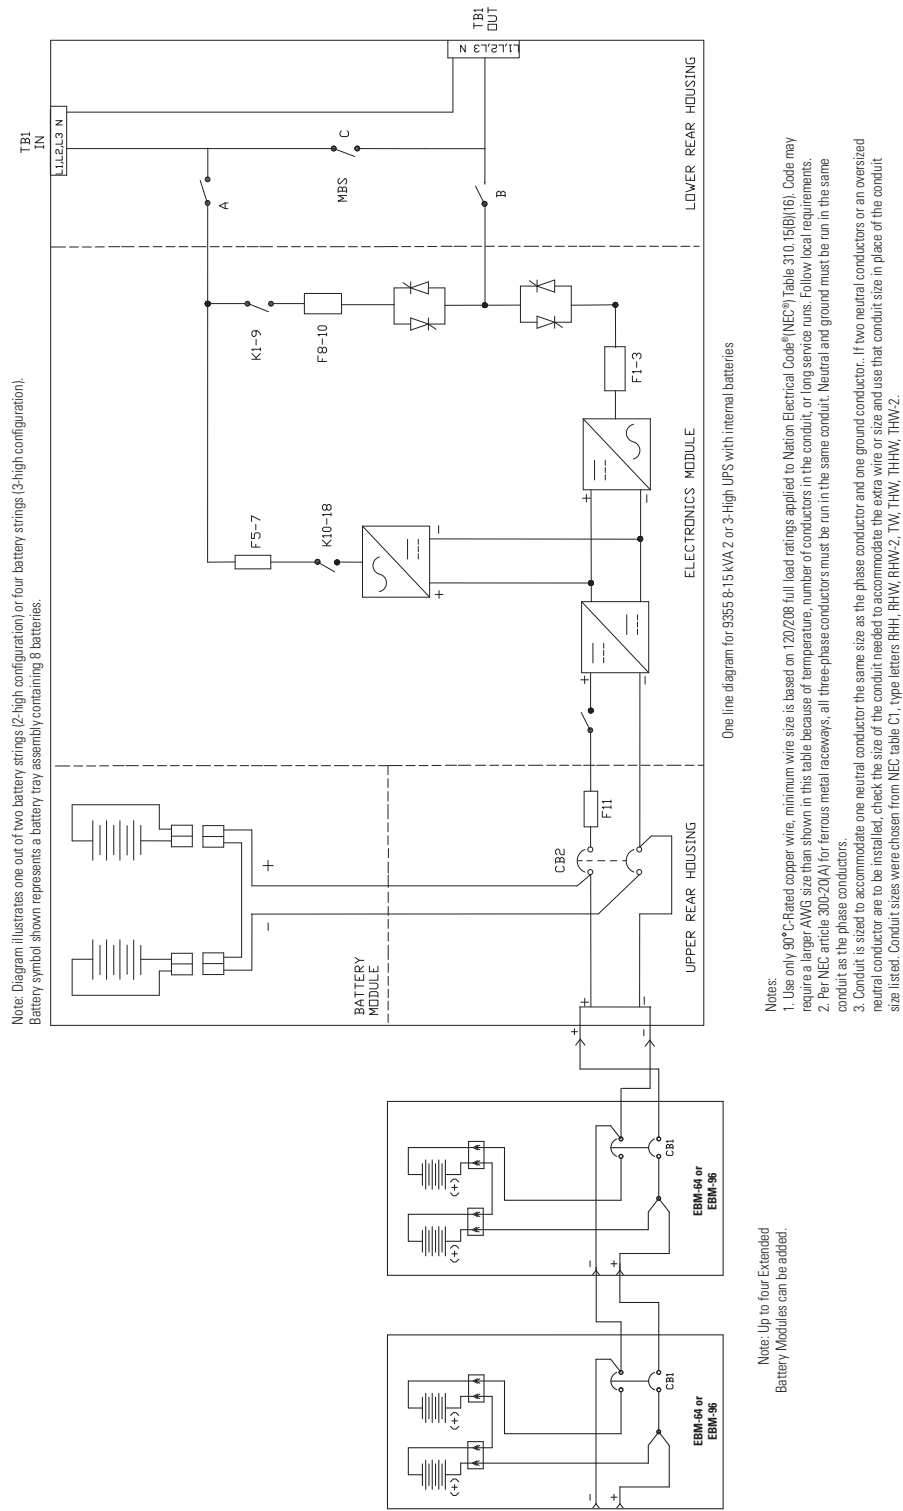 Note: Diagram illustrates one out of two battery strings (2-high configuration) or four battery strings (3-high configuration).
Battery symbol shown represents a battery tray assembly containing 8 batteries.
TB1
IN
L1,L2,L3 N
TB1
OUT
N L1,L2,L3
A
MBS
C
B
LOWER REAR HOUSING
K1-9
F8-10
F5-7
K10-18
F1-3
+
-
+
-
+
-
ELECTRONICS MODULE
BATTERY
MODULE
+
-
CB2
F11
UPPER REAR HOUSING
+
-
+
-
(+)
(+)
CB1
EBM-64 or
EBM-96
-
+
(+)
(+)
CB1
EBM-64 or
EBM-96
-
+
One line diagram for 9355 8-15 kVA 2 or 3-High UPS with internal batteries
Note: Up to four Extended
Battery Modules can be added.
Notes:
1. Use only 90°C-Rated copper wire, minimum wire size is based on 120/208 full load ratings applied to Nation Electrical Code®(NEC®) Table 310.15(B)(16). Code may
require a larger AWG size than shown in this table because of termperature, number of conductors in the conduit, or long service runs. Follow local requirements.
2. Per NEC article 300-20(A) for ferrous metal raceways, all three-phase conductors must be run in the same conduit. Neutral and ground must be run in the same
conduit as the phase conductors.
3. Conduit is sized to accommodate one neutral conductor the same size as the phase conductor and one ground conductor.. If two neutral conductors or an oversized
neutral conductor are to be installed, check the size of the conduit needed to accommodate the extra wire or size and use that conduit size in place of the conduit
size listed. Conduit sizes were chosen from NEC table C1, type letters RHH, RHW, RHW-2, TW, THW, THHW, THW-2.